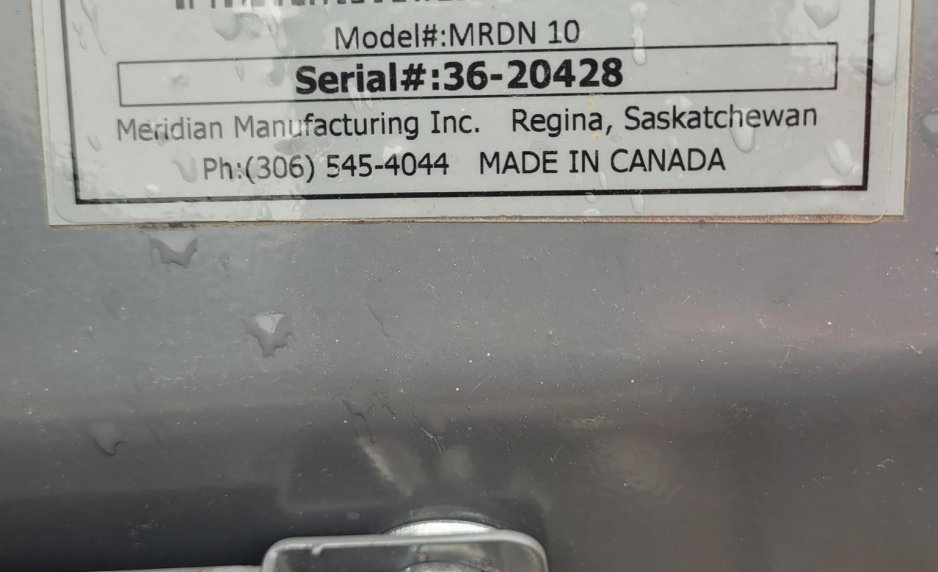 Model#:MRDN 10
Serial#:36-20428
Meridian Manufacturing Inc. Regina, Saskatchewan
Ph:(306) 545-4044 MADE IN CANADA